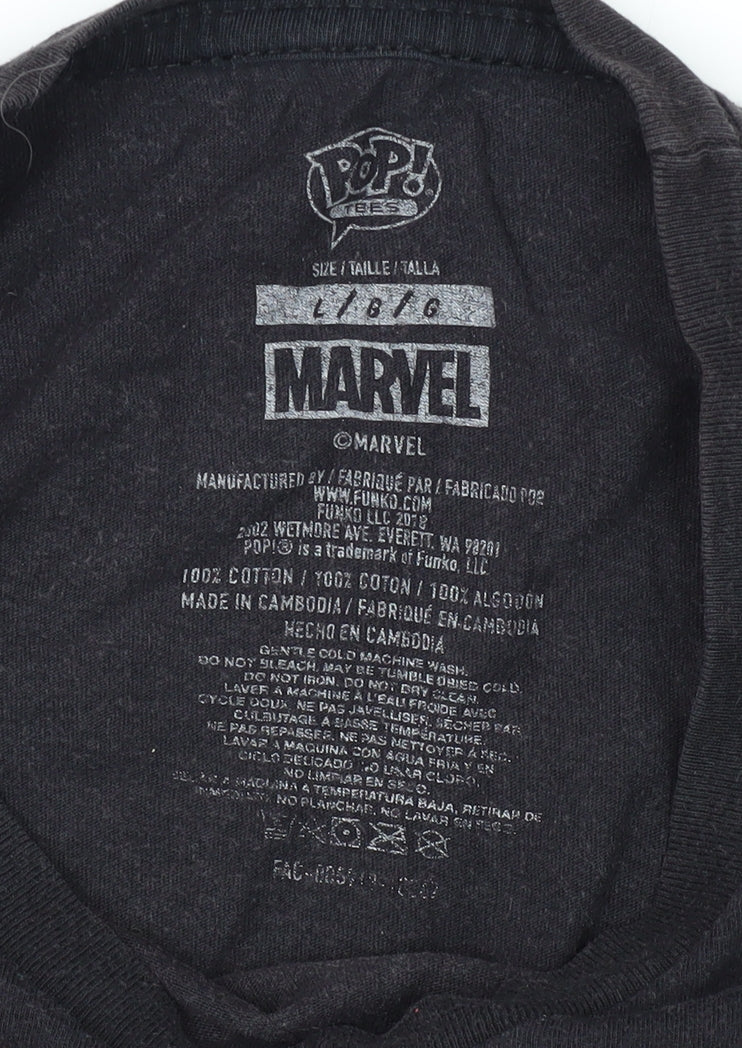 POP!
TEES
SIZE / TAILLE / TALLA
L / G / G
MARVEL
©MARVEL
MANUFACTURED BY / FABRIQUÉ PAR / FABRICADO POR
WWW.FUNKO.COM
FUNKO LLC 2018
2802 WETMORE AVE. EVERETT, WA 98201
POP!® is a trademark of Funko, LLC
100% COTTON / 100% COTON / 100% ALGODÓN
MADE IN CAMBODIA / FABRIQUÉ EN CAMBODIA
HECHO EN CAMBODIA
GENTLE COLD MACHINE WASH.
DO NOT BLEACH. MAY BE TUMBLE DRIED COLD.
DO NOT IRON. DO NOT DRY CLEAN.
LAVER A MACHINE À L'EAU FROIDE AVEC
CYCLE DOUX. NE PAS JAVELLISER. SÉCHER PAR
CULBUTAGE A BASSE TEMPÉRATURE.
NE PAS REPASSER. NE PAS NETTOYER À SEC.
LAVAR A MAQUINA CON AGUA FRIA Y EN
CICLO DELICADO. NO USAR CLORO.
NO LIMPIAR EN SECO.
A MAQUINA A TEMPERATURA BAJA, RETIRAR DE
INMEDIATO. NO PLANCHAR. NO LAVAR EN SECO.